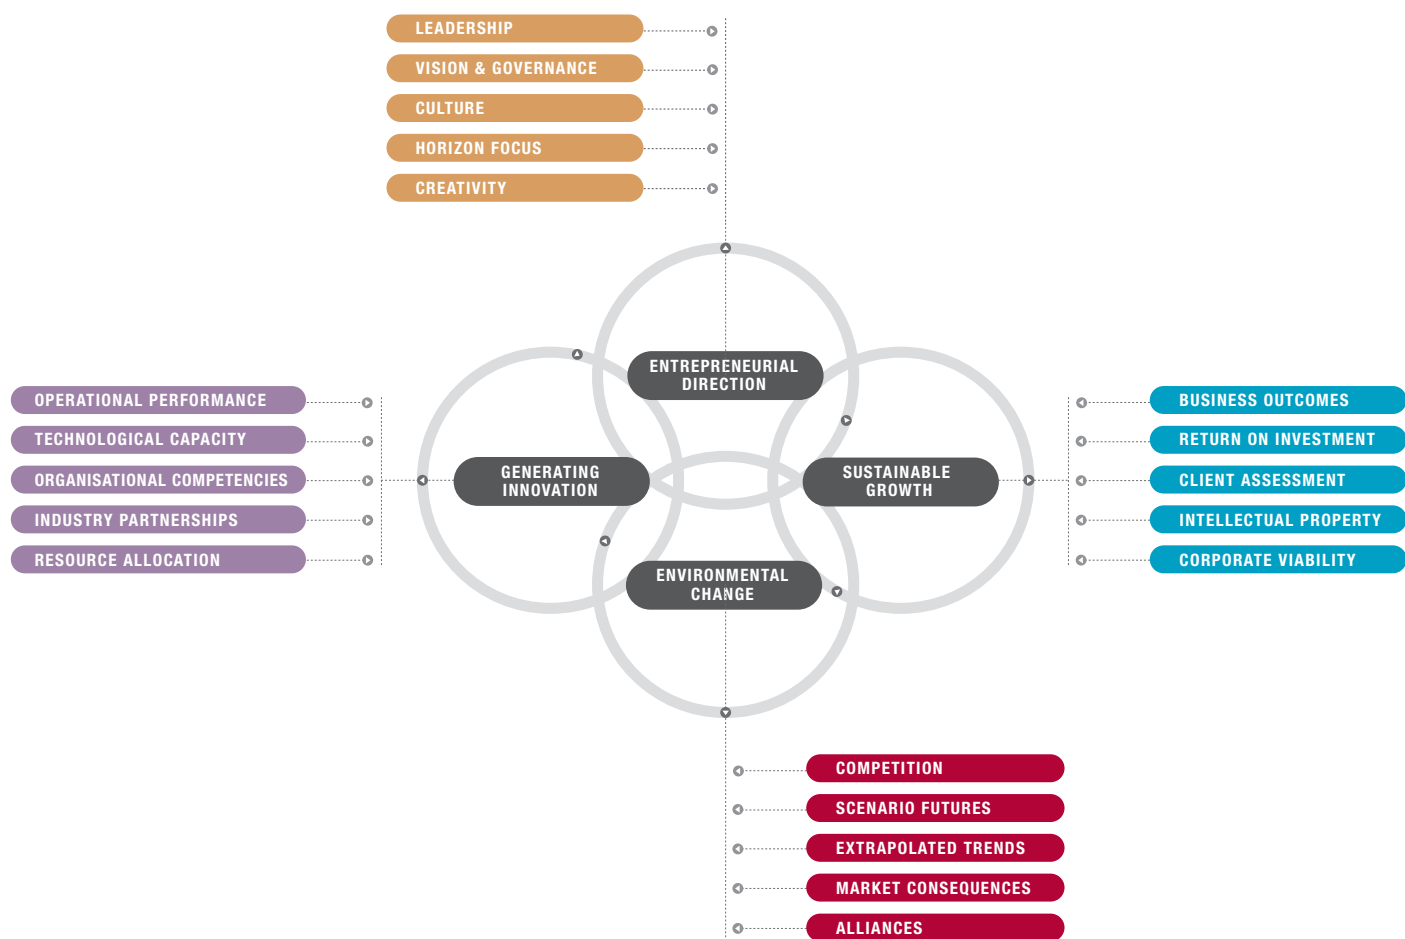 LEADERSHIP
VISION & GOVERNANCE
CULTURE
HORIZON FOCUS
CREATIVITY
ENTREPRENEURIAL
DIRECTION
OPERATIONAL PERFORMANCE
TECHNOLOGICAL CAPACITY
ORGANISATIONAL COMPETENCIES
INDUSTRY PARTNERSHIPS
RESOURCE ALLOCATION
GENERATING
INNOVATION
SUSTAINABLE
GROWTH
BUSINESS OUTCOMES
RETURN ON INVESTMENT
CLIENT ASSESSMENT
INTELLECTUAL PROPERTY
CORPORATE VIABILITY
ENVIRONMENTAL
CHANGE
COMPETITION
SCENARIO FUTURES
EXTRAPOLATED TRENDS
MARKET CONSEQUENCES
ALLIANCES